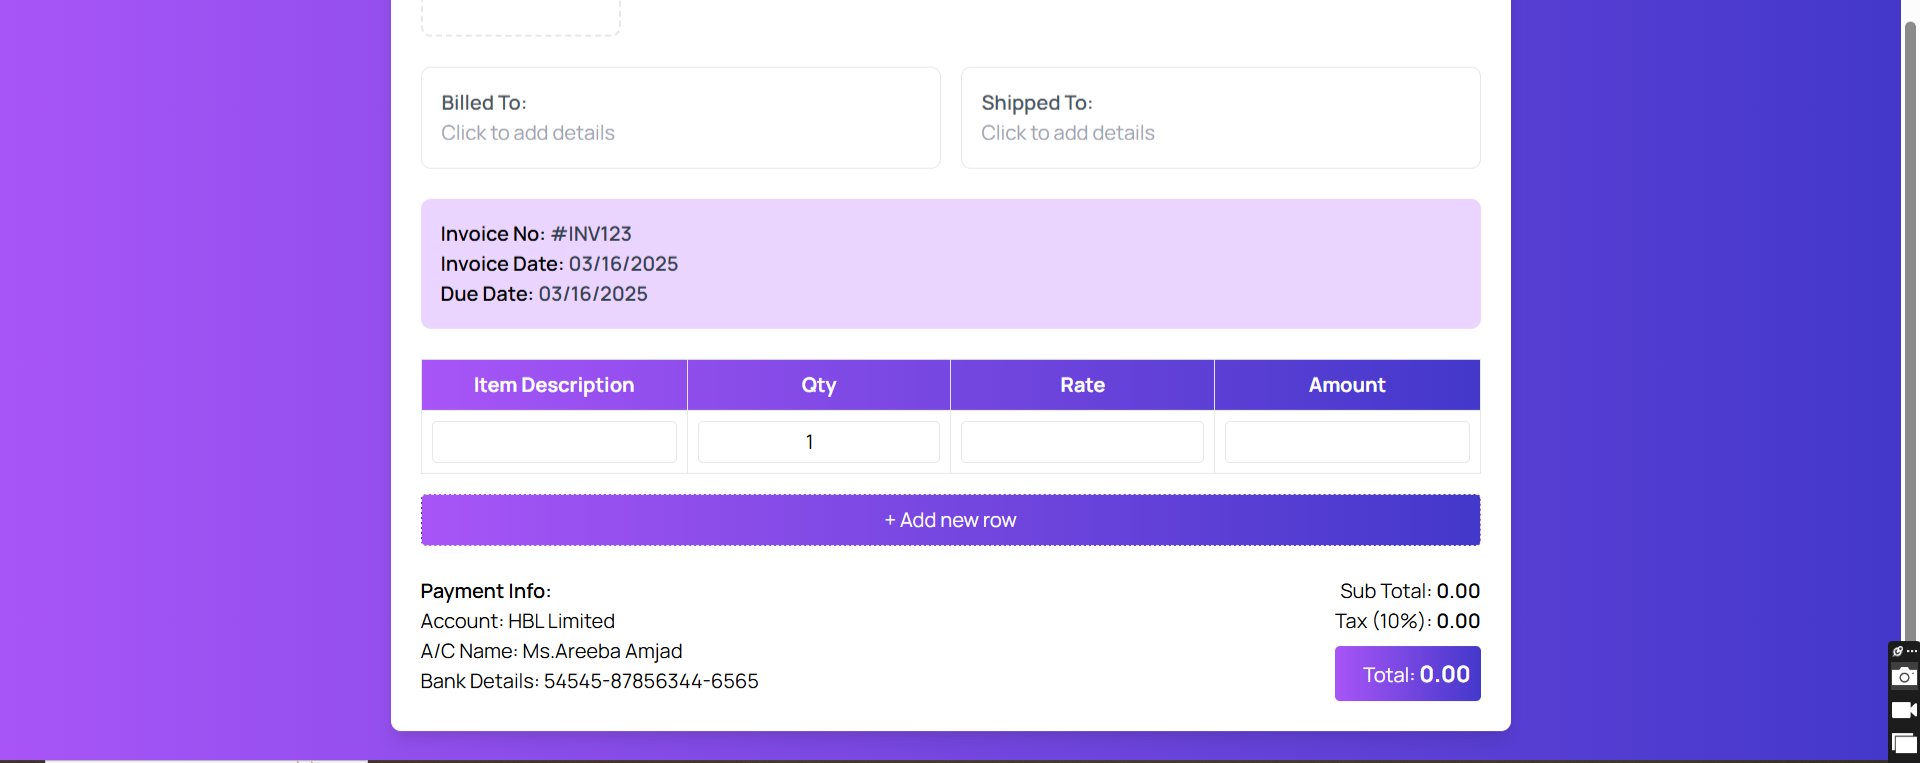 Billed To:
Click to add details
Shipped To:
Click to add details
Invoice No: #INV123
Invoice Date: 03/16/2025
Due Date: 03/16/2025
Item Description Qty Rate Amount
1
+ Add new row
Payment Info:
Account: HBL Limited
A/C Name: Ms.Areeba Amjad
Bank Details: 54545-87856344-6565
Sub Total: 0.00
Tax (10%): 0.00
Total: 0.00